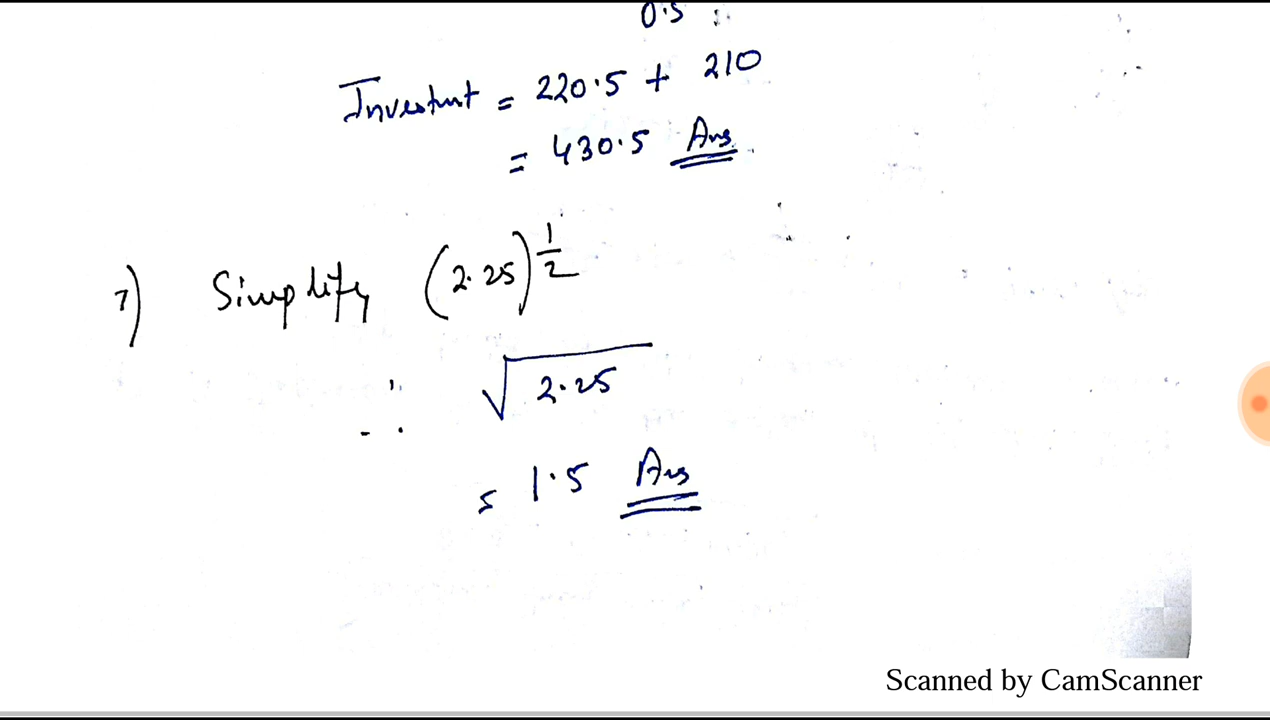 0.5
Investmt = 220.5 + 210
= 430.5 Ans
7) Simplify (2.25)^1/2
∴ √2.25
= 1.5 Ans
Scanned by CamScanner